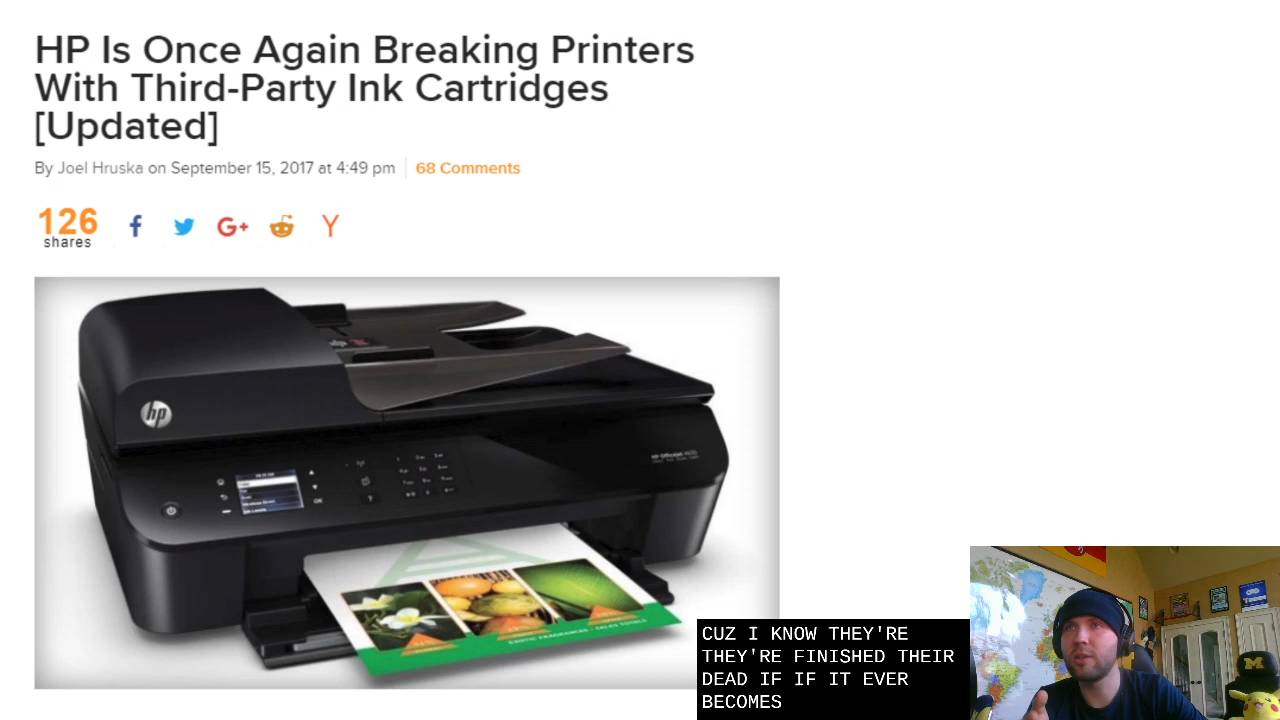 HP Is Once Again Breaking Printers
With Third-Party Ink Cartridges
[Updated]
By Joel Hruska on September 15, 2017 at 4:49 pm
68 Comments
126
shares
G+
Y
hp
OK
CUZ I KNOW THEY'RE
THEY'RE FINISHED THEIR
DEAD IF IF IT EVER
BECOMES
M